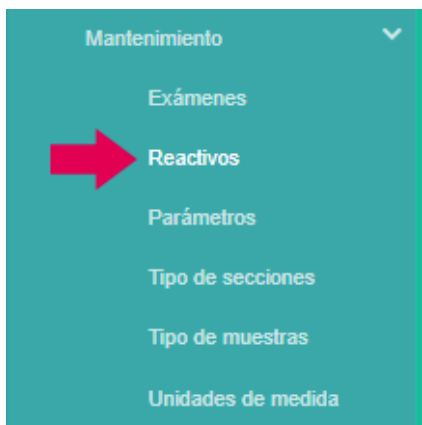 Mantenimiento
Exámenes
Reactivos
Parámetros
Tipo de secciones
Tipo de muestras
Unidades de medida